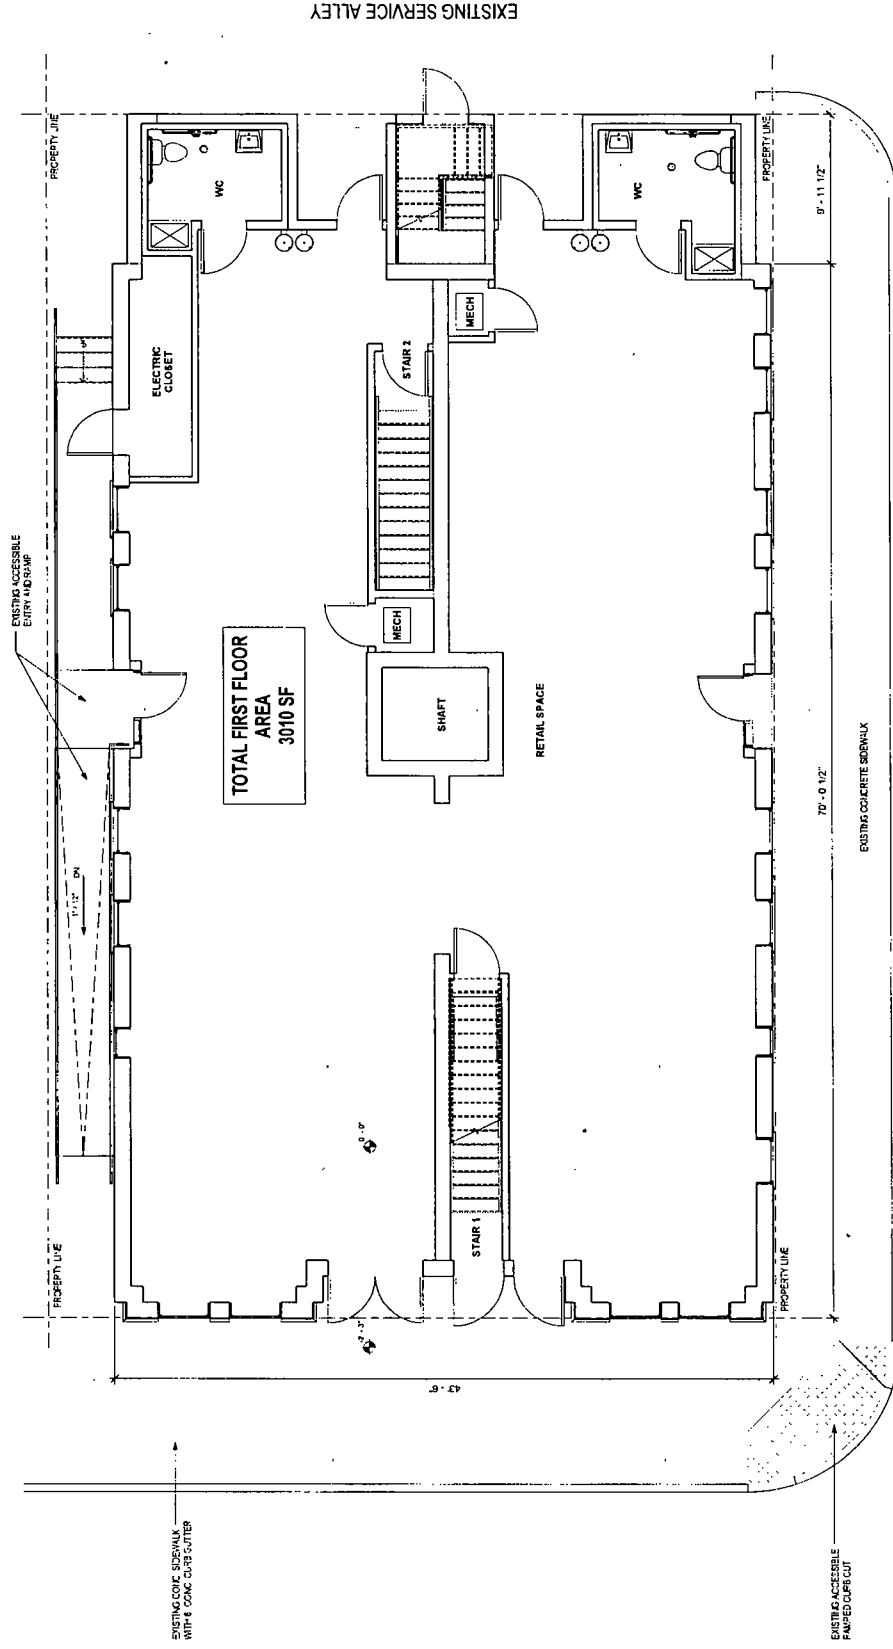 EXISTING SERVICE ALLEY
PROPERTY LINE
PROPERTY LINE
WC
WC
9' - 11 1/2"
ELECTRIC
CLOSET
MECH
STAIR 2
EXISTING ACCESSIBLE
ENTRY AND RAMP
MECH
TOTAL FIRST FLOOR
AREA
3010 SF
SHAFT
RETAIL SPACE
70' - 0 1/2"
EXISTING CONCRETE SIDEWALK
1" / 12"
DN
0' - 0"
STAIR 1
PROPERTY LINE
PROPERTY LINE
-2' - 3"
43' - 6"
EXISTING CONC SIDEWALK
WITH 6" CONC CURB GUTTER
EXISTING ACCESSIBLE
RAMPED CURB CUT